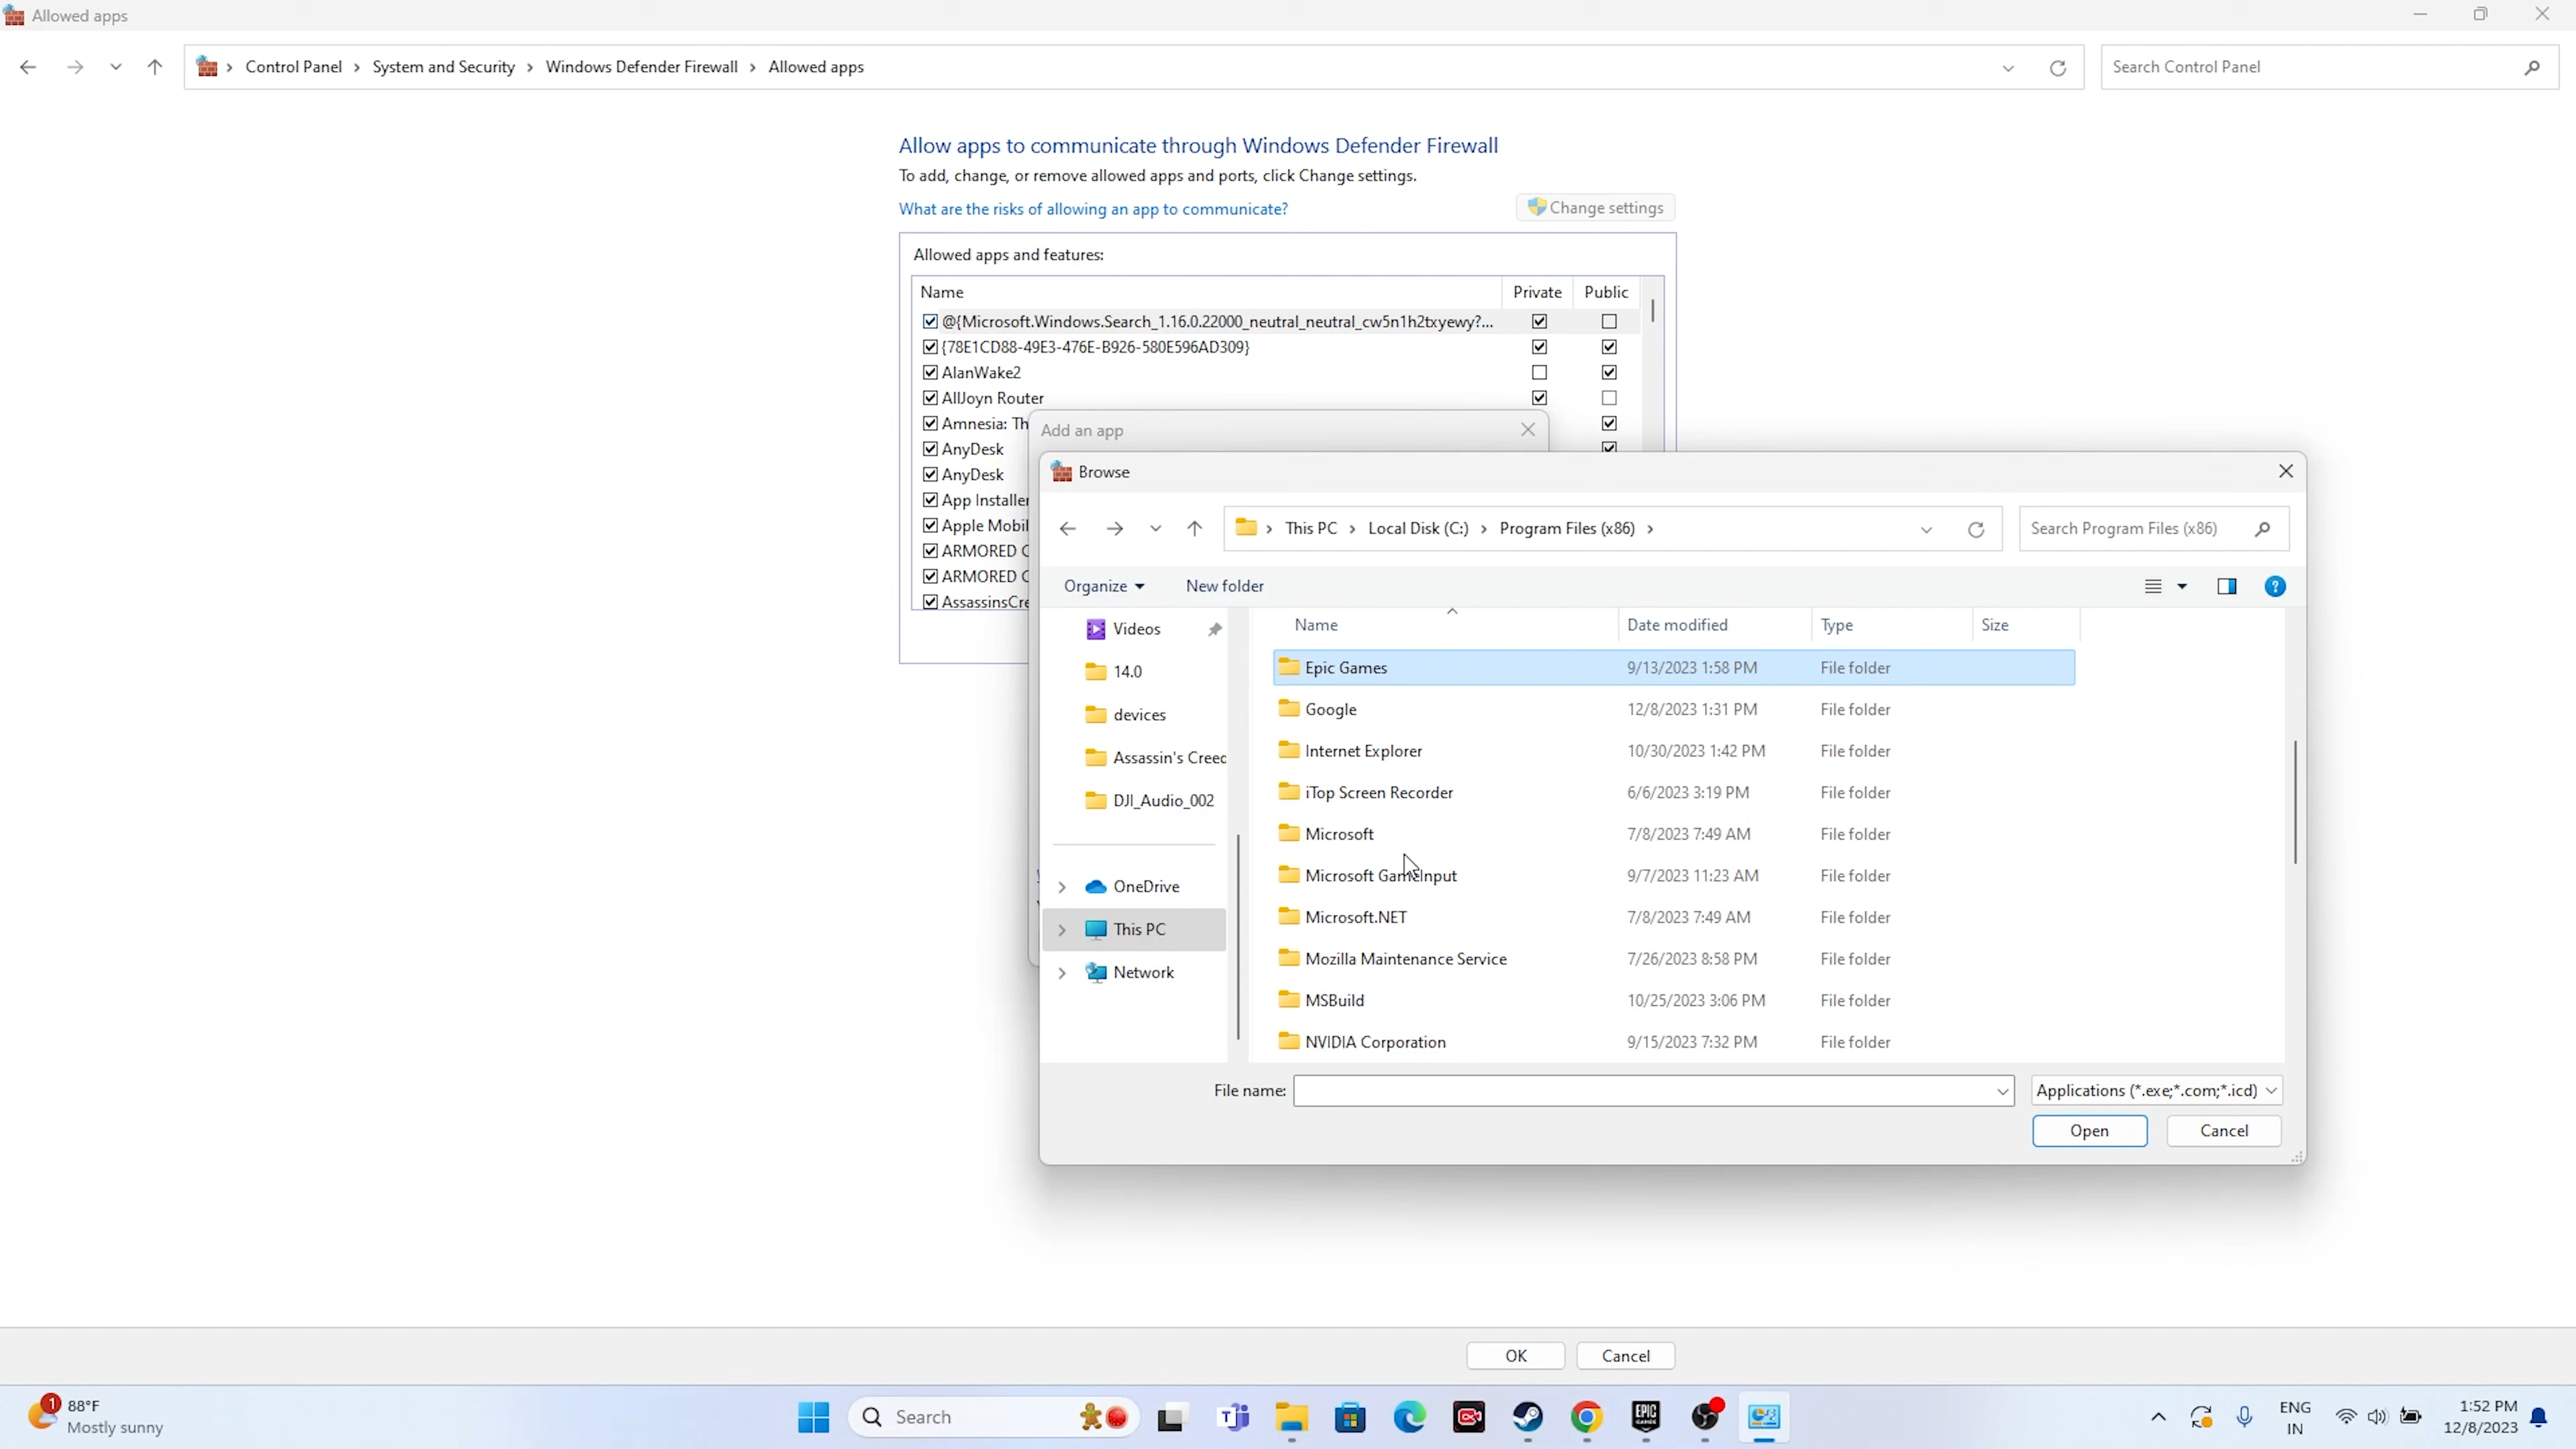 Allowed apps
Control Panel > System and Security > Windows Defender Firewall > Allowed apps
Search Control Panel
Allow apps to communicate through Windows Defender Firewall
To add, change, or remove allowed apps and ports, click Change settings.
What are the risks of allowing an app to communicate?
Change settings
Allowed apps and features:
Name Private Public
@{Microsoft.Windows.Search_1.16.0.22000_neutral_neutral_cw5n1h2txyewy?...
{78E1CD88-49E3-476E-B926-580E596AD309}
AlanWake2
AllJoyn Router
Amnesia: Th
AnyDesk
AnyDesk
App Installer
Apple Mobil
ARMORED C
ARMORED C
AssassinsCre
Add an app
Browse
This PC > Local Disk (C:) > Program Files (x86) >
Search Program Files (x86)
Organize New folder
Videos
14.0
devices
Assassin's Creed
DJI_Audio_002
OneDrive
This PC
Network
Name Date modified Type Size
Epic Games 9/13/2023 1:58 PM File folder
Google 12/8/2023 1:31 PM File folder
Internet Explorer 10/30/2023 1:42 PM File folder
iTop Screen Recorder 6/6/2023 3:19 PM File folder
Microsoft 7/8/2023 7:49 AM File folder
Microsoft GameInput 9/7/2023 11:23 AM File folder
Microsoft.NET 7/8/2023 7:49 AM File folder
Mozilla Maintenance Service 7/26/2023 8:58 PM File folder
MSBuild 10/25/2023 3:06 PM File folder
NVIDIA Corporation 9/15/2023 7:32 PM File folder
File name: Applications (*.exe;*.com;*.icd)
Open Cancel
OK Cancel
1
88°F
Mostly sunny
Search
EPIC GAMES
ENG
IN
1:52 PM
12/8/2023